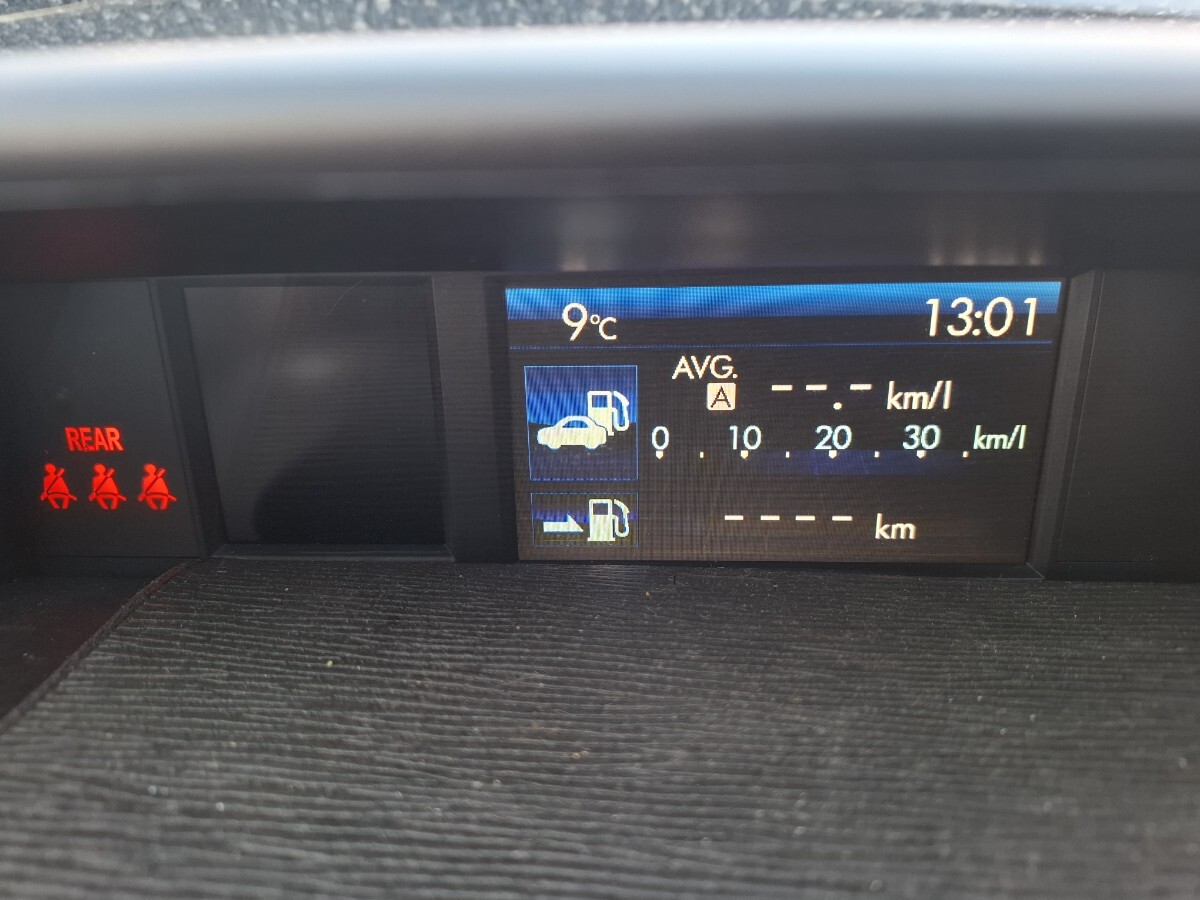 9°C 13:01
AVG.
A --.- km/l
0 . 10 . 20 . 30 . km/l
REAR
---- km